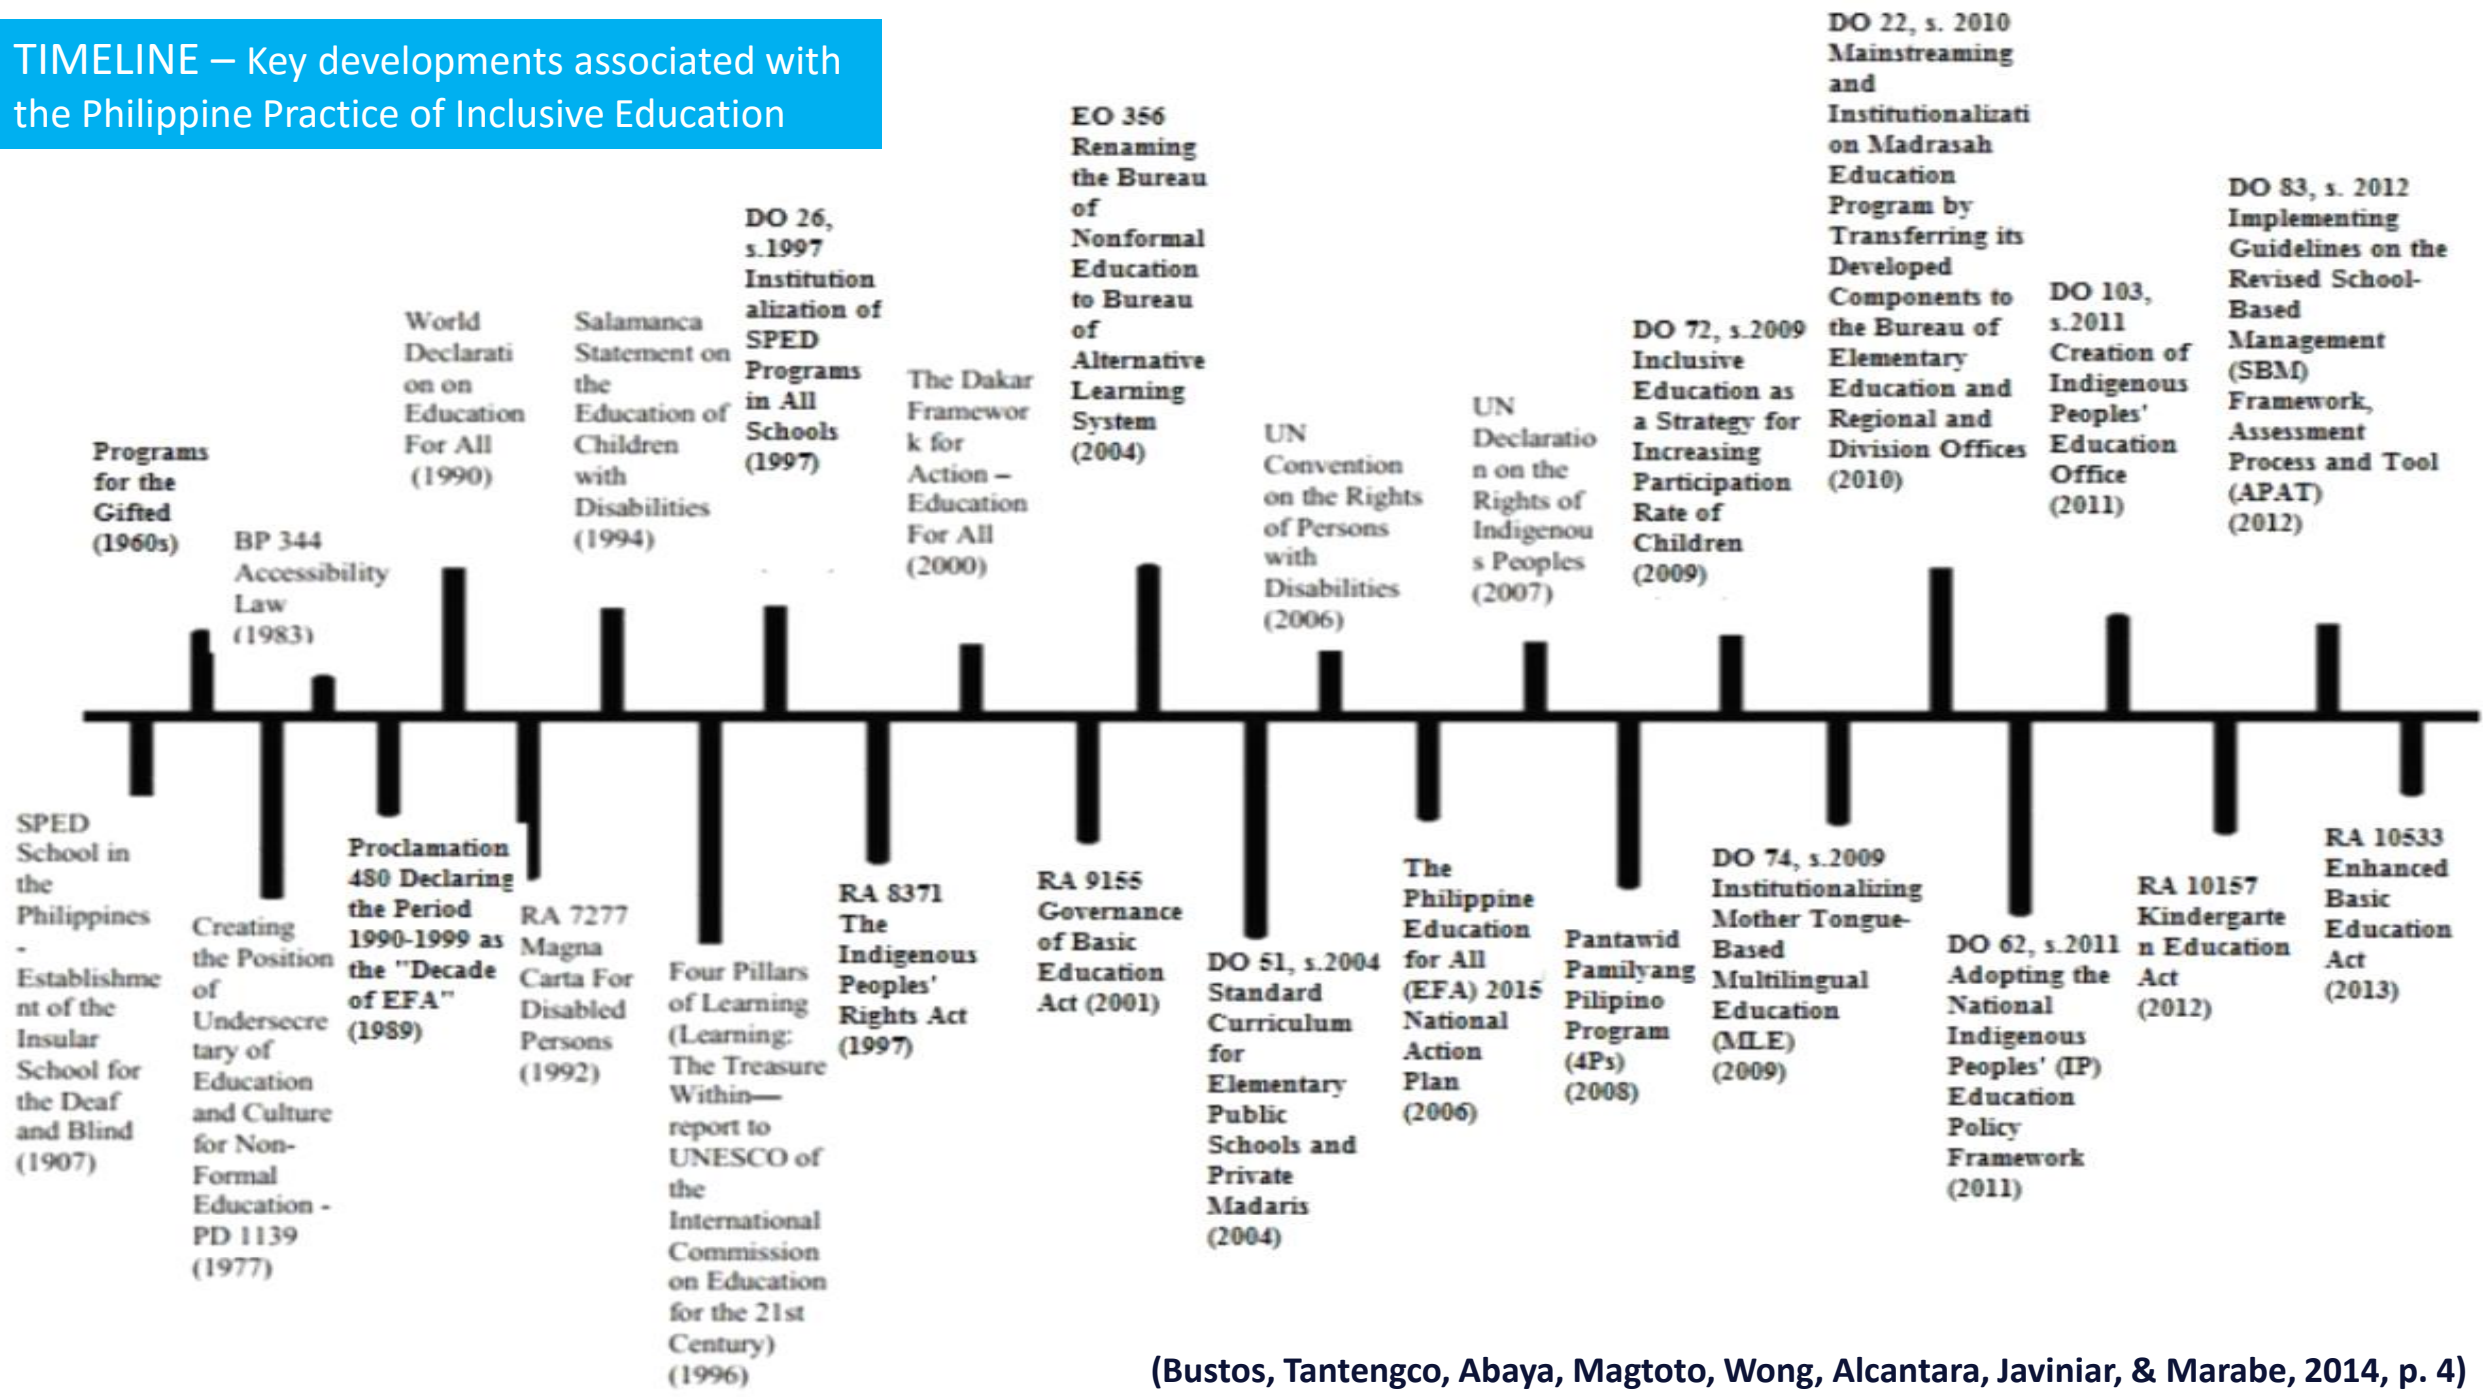 TIMELINE – Key developments associated with
the Philippine Practice of Inclusive Education
Programs
for the
Gifted
(1960s)
BP 344
Accessibility
Law
(1983)
World
Declarati
on on
Education
For All
(1990)
Salamanca
Statement on
the
Education of
Children
with
Disabilities
(1994)
DO 26,
s.1997
Institution
alization of
SPED
Programs
in All
Schools
(1997)
The Dakar
Framewor
k for
Action –
Education
For All
(2000)
EO 356
Renaming
the Bureau
of
Nonformal
Education
to Bureau
of
Alternative
Learning
System
(2004)
UN
Convention
on the Rights
of Persons
with
Disabilities
(2006)
UN
Declaratio
n on the
Rights of
Indigenou
s Peoples
(2007)
DO 72, s.2009
Inclusive
Education as
a Strategy for
Increasing
Participation
Rate of
Children
(2009)
DO 22, s. 2010
Mainstreaming
and
Institutionalizati
on Madrasah
Education
Program by
Transferring its
Developed
Components to
the Bureau of
Elementary
Education and
Regional and
Division Offices
(2010)
DO 103,
s.2011
Creation of
Indigenous
Peoples'
Education
Office
(2011)
DO 83, s. 2012
Implementing
Guidelines on the
Revised School-
Based
Management
(SBM)
Framework,
Assessment
Process and Tool
(APAT)
(2012)
SPED
School in
the
Philippines
-
Establishme
nt of the
Insular
School for
the Deaf
and Blind
(1907)
Creating
the Position
of
Undersecre
tary of
Education
and Culture
for Non-
Formal
Education -
PD 1139
(1977)
Proclamation
480 Declaring
the Period
1990-1999 as
the "Decade
of EFA"
(1989)
RA 7277
Magna
Carta For
Disabled
Persons
(1992)
Four Pillars
of Learning
(Learning:
The Treasure
Within—
report to
UNESCO of
the
International
Commission
on Education
for the 21st
Century)
(1996)
RA 8371
The
Indigenous
Peoples'
Rights Act
(1997)
RA 9155
Governance
of Basic
Education
Act (2001)
DO 51, s.2004
Standard
Curriculum
for
Elementary
Public
Schools and
Private
Madaris
(2004)
The
Philippine
Education
for All
(EFA) 2015
National
Action
Plan
(2006)
Pantawid
Pamilyang
Pilipino
Program
(4Ps)
(2008)
DO 74, s.2009
Institutionalizing
Mother Tongue-
Based
Multilingual
Education
(MLE)
(2009)
DO 62, s.2011
Adopting the
National
Indigenous
Peoples' (IP)
Education
Policy
Framework
(2011)
RA 10157
Kindergarte
n Education
Act
(2012)
RA 10533
Enhanced
Basic
Education
Act
(2013)
(Bustos, Tantengco, Abaya, Magtoto, Wong, Alcantara, Javiniar, & Marabe, 2014, p. 4)